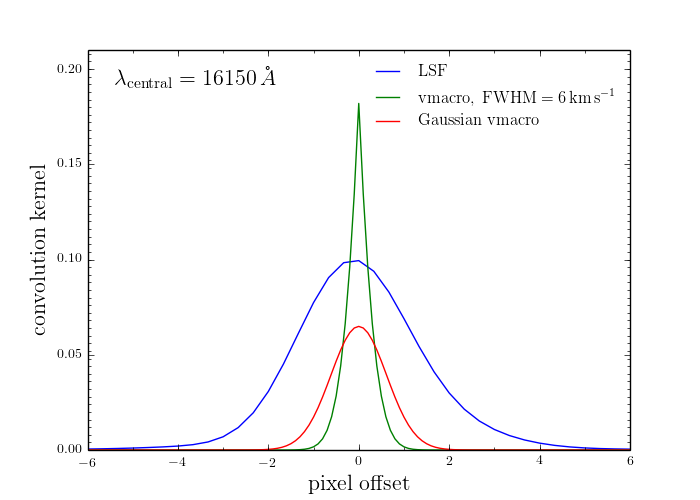 λcentral = 16150 Å
LSF
vmacro, FWHM = 6 km s⁻¹
Gaussian vmacro
convolution kernel
0.20
0.15
0.10
0.05
0.00
−6 −4 −2 0 2 4 6
pixel offset